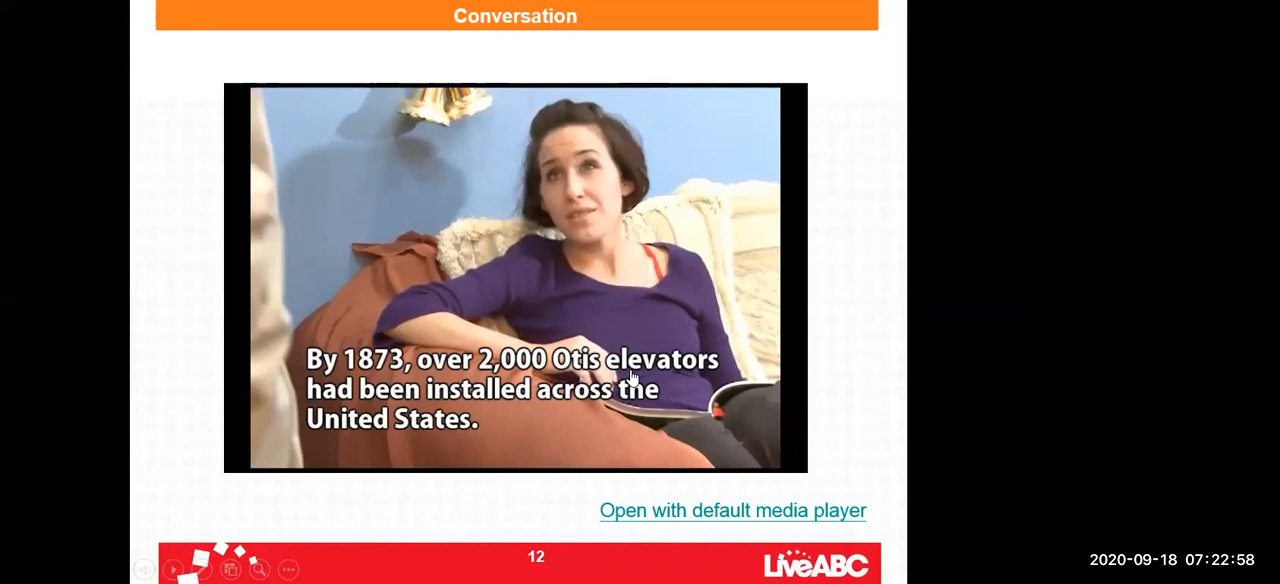 Conversation
By 1873, over 2,000 Otis elevators
had been installed across the
United States.
Open with default media player
12
LiveABC
2020-09-18 07:22:58